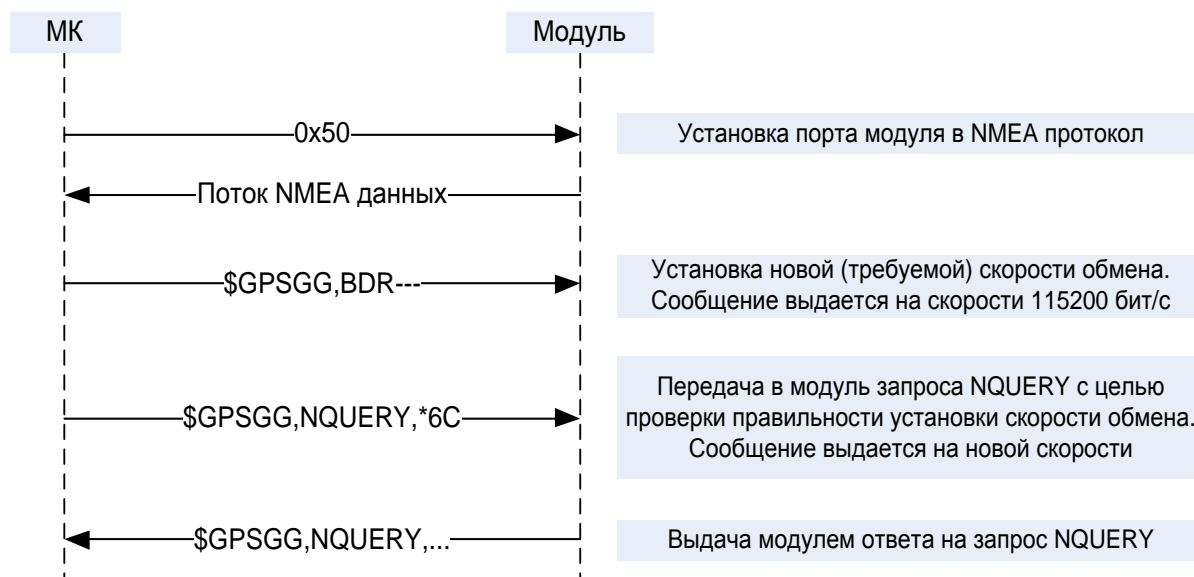 МК
Модуль
0x50
Установка порта модуля в NMEA протокол
Поток NMEA данных
$GPSGG,BDR---
Установка новой (требуемой) скорости обмена.
Сообщение выдается на скорости 115200 бит/с
$GPSGG,NQUERY,*6C
Передача в модуль запроса NQUERY с целью
проверки правильности установки скорости обмена.
Сообщение выдается на новой скорости
$GPSGG,NQUERY,...
Выдача модулем ответа на запрос NQUERY